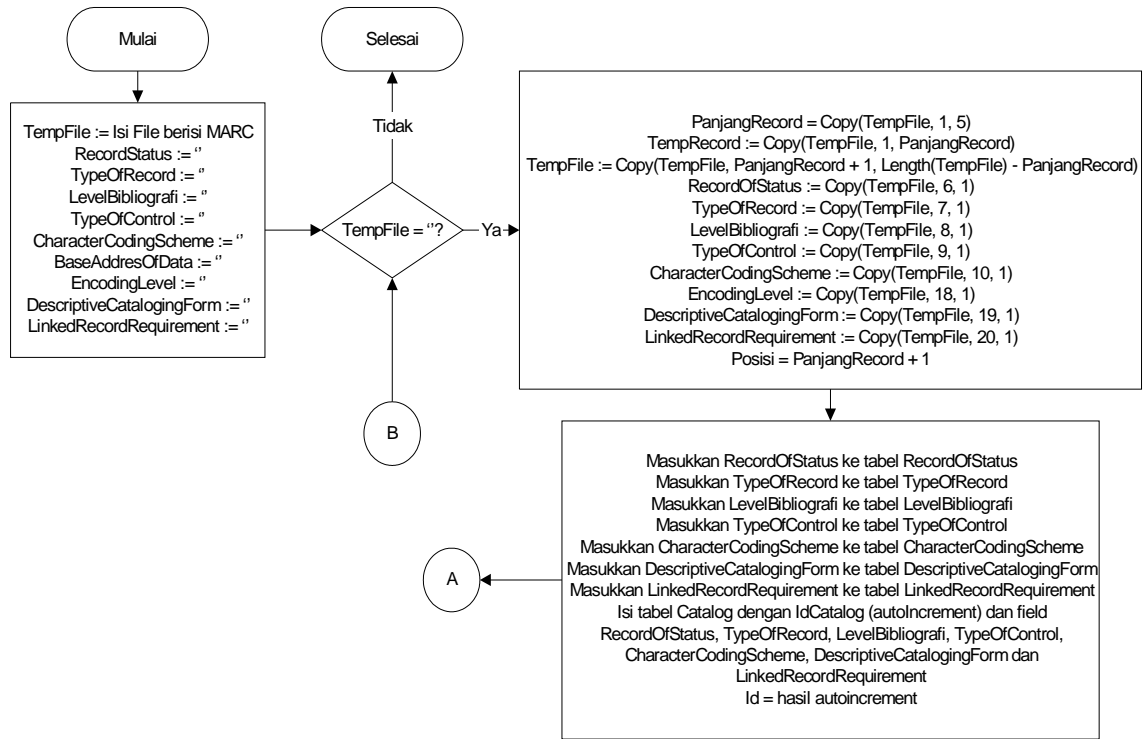 Mulai
Selesai
TempFile := Isi File berisi MARC
RecordStatus := ‘’
TypeOfRecord := ‘’
LevelBibliografi := ‘’
TypeOfControl := ‘’
CharacterCodingScheme := ‘’
BaseAddresOfData := ‘’
EncodingLevel := ‘’
DescriptiveCatalogingForm := ‘’
LinkedRecordRequirement := ‘’
Tidak
TempFile = ‘’?
Ya
PanjangRecord = Copy(TempFile, 1, 5)
TempRecord := Copy(TempFile, 1, PanjangRecord)
TempFile := Copy(TempFile, PanjangRecord + 1, Length(TempFile) - PanjangRecord)
RecordOfStatus := Copy(TempFile, 6, 1)
TypeOfRecord := Copy(TempFile, 7, 1)
LevelBibliografi := Copy(TempFile, 8, 1)
TypeOfControl := Copy(TempFile, 9, 1)
CharacterCodingScheme := Copy(TempFile, 10, 1)
EncodingLevel := Copy(TempFile, 18, 1)
DescriptiveCatalogingForm := Copy(TempFile, 19, 1)
LinkedRecordRequirement := Copy(TempFile, 20, 1)
Posisi = PanjangRecord + 1
B
Masukkan RecordOfStatus ke tabel RecordOfStatus
Masukkan TypeOfRecord ke tabel TypeOfRecord
Masukkan LevelBibliografi ke tabel LevelBibliografi
Masukkan TypeOfControl ke tabel TypeOfControl
Masukkan CharacterCodingScheme ke tabel CharacterCodingScheme
Masukkan DescriptiveCatalogingForm ke tabel DescriptiveCatalogingForm
Masukkan LinkedRecordRequirement ke tabel LinkedRecordRequirement
Isi tabel Catalog dengan IdCatalog (autoIncrement) dan field
RecordOfStatus, TypeOfRecord, LevelBibliografi, TypeOfControl,
CharacterCodingScheme, DescriptiveCatalogingForm dan
LinkedRecordRequirement
Id = hasil autoincrement
A